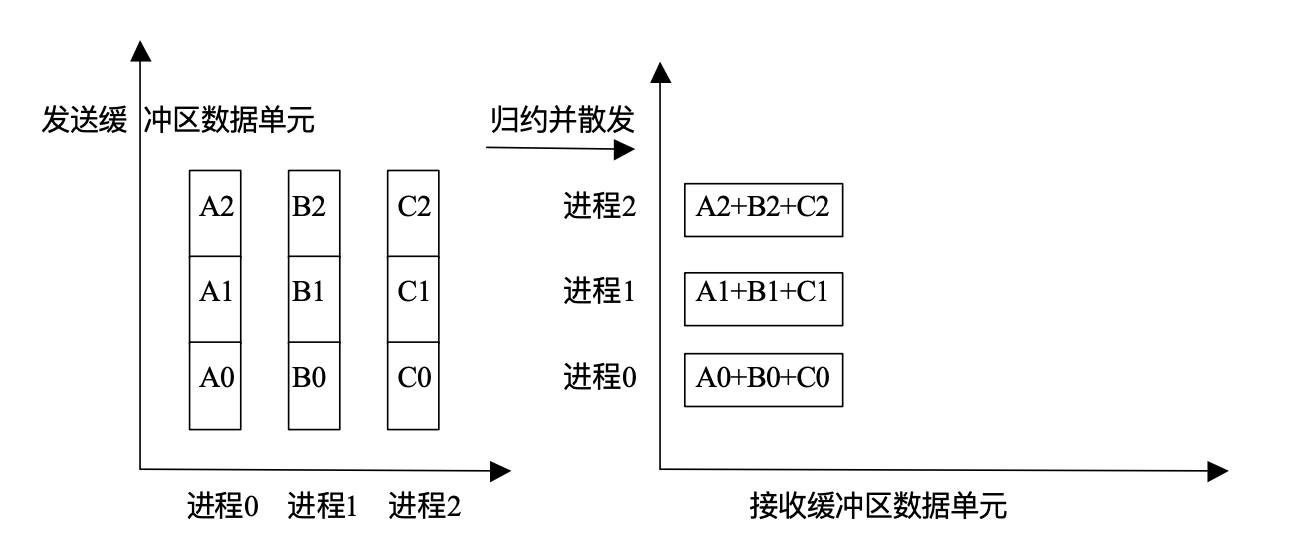 发送缓冲区数据单元
归约并散发
A2 B2 C2
A1 B1 C1
A0 B0 C0
进程0 进程1 进程2
进程2 A2+B2+C2
进程1 A1+B1+C1
进程0 A0+B0+C0
接收缓冲区数据单元